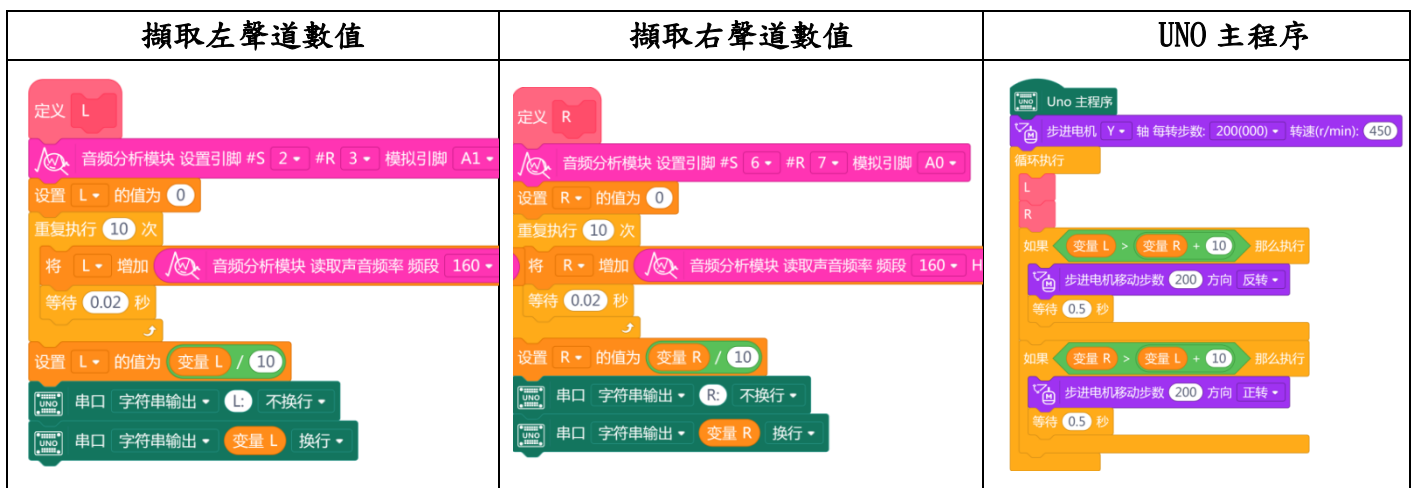 擷取左聲道數值
擷取右聲道數值
UNO 主程序
定义 L
音频分析模块 设置引脚 #S 2 #R 3 模拟引脚 A1
设置 L 的值为 0
重复执行 10 次
将 L 增加 音频分析模块 读取声音频率 频段 160
等待 0.02 秒
设置 L 的值为 变量 L / 10
UNO 串口 字符串输出 L: 不换行
UNO 串口 字符串输出 变量 L 换行
定义 R
音频分析模块 设置引脚 #S 6 #R 7 模拟引脚 A0
设置 R 的值为 0
重复执行 10 次
将 R 增加 音频分析模块 读取声音频率 频段 160 H
等待 0.02 秒
设置 R 的值为 变量 R / 10
UNO 串口 字符串输出 R: 不换行
UNO 串口 字符串输出 变量 R 换行
UNO Uno 主程序
M 步进电机 Y 轴 每转步数: 200(000) 转速(r/min): 450
循环执行
L
R
如果 变量 L > 变量 R + 10 那么执行
M 步进电机移动步数 200 方向 反转
等待 0.5 秒
如果 变量 R > 变量 L + 10 那么执行
M 步进电机移动步数 200 方向 正转
等待 0.5 秒